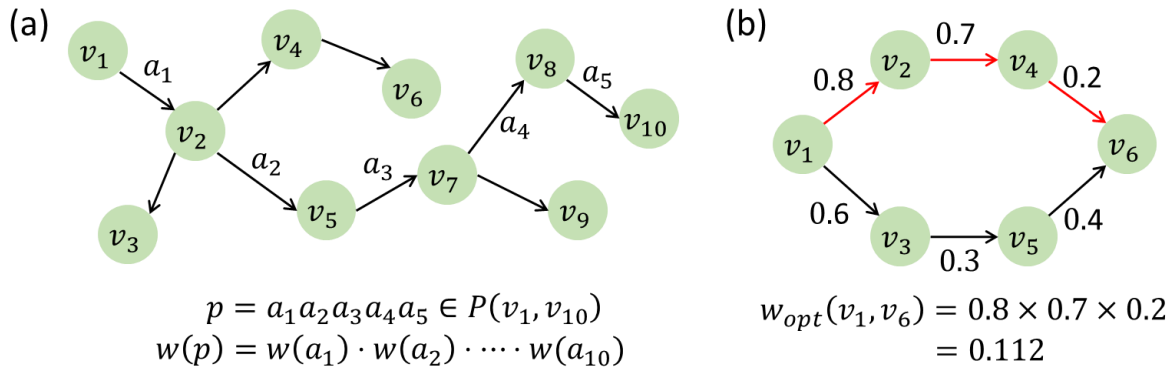 (a)
v₁
a₁
v₂
v₃
v₄
v₆
a₂
v₅
a₃
v₇
a₄
v₈
a₅
v₁₀
v₉
p = a₁a₂a₃a₄a₅ ∈ P(v₁, v₁₀)
w(p) = w(a₁) · w(a₂) · ⋯ · w(a₁₀)
(b)
v₁
0.8
v₂
0.7
v₄
0.2
v₆
0.6
v₃
0.3
v₅
0.4
w_opt(v₁, v₆) = 0.8 × 0.7 × 0.2
= 0.112